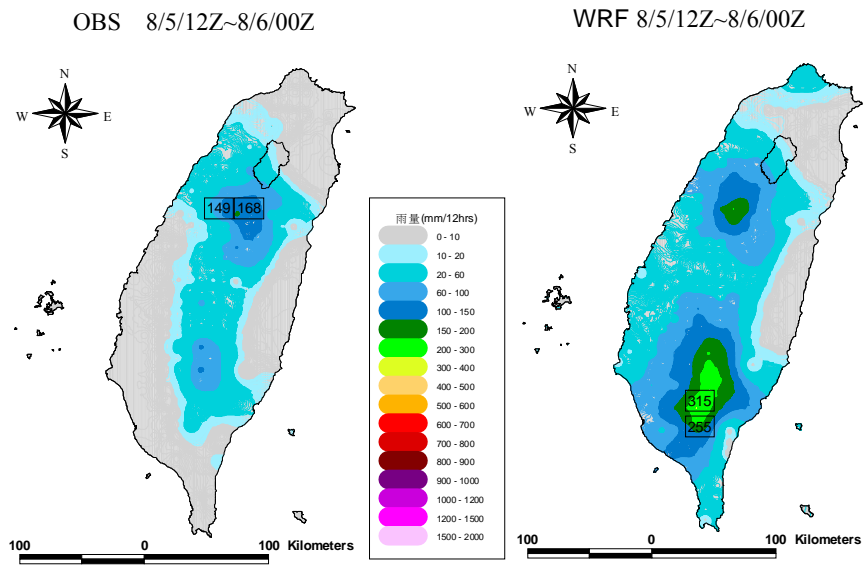 OBS 8/5/12Z~8/6/00Z
WRF 8/5/12Z~8/6/00Z
N
W E
S
N
W E
S
149 168
雨量(mm/12hrs)
0 - 10
10 - 20
20 - 60
60 - 100
100 - 150
150 - 200
200 - 300
300 - 400
400 - 500
500 - 600
600 - 700
700 - 800
800 - 900
900 - 1000
1000 - 1200
1200 - 1500
1500 - 2000
315
255
100 0 100 Kilometers
100 0 100 Kilometers